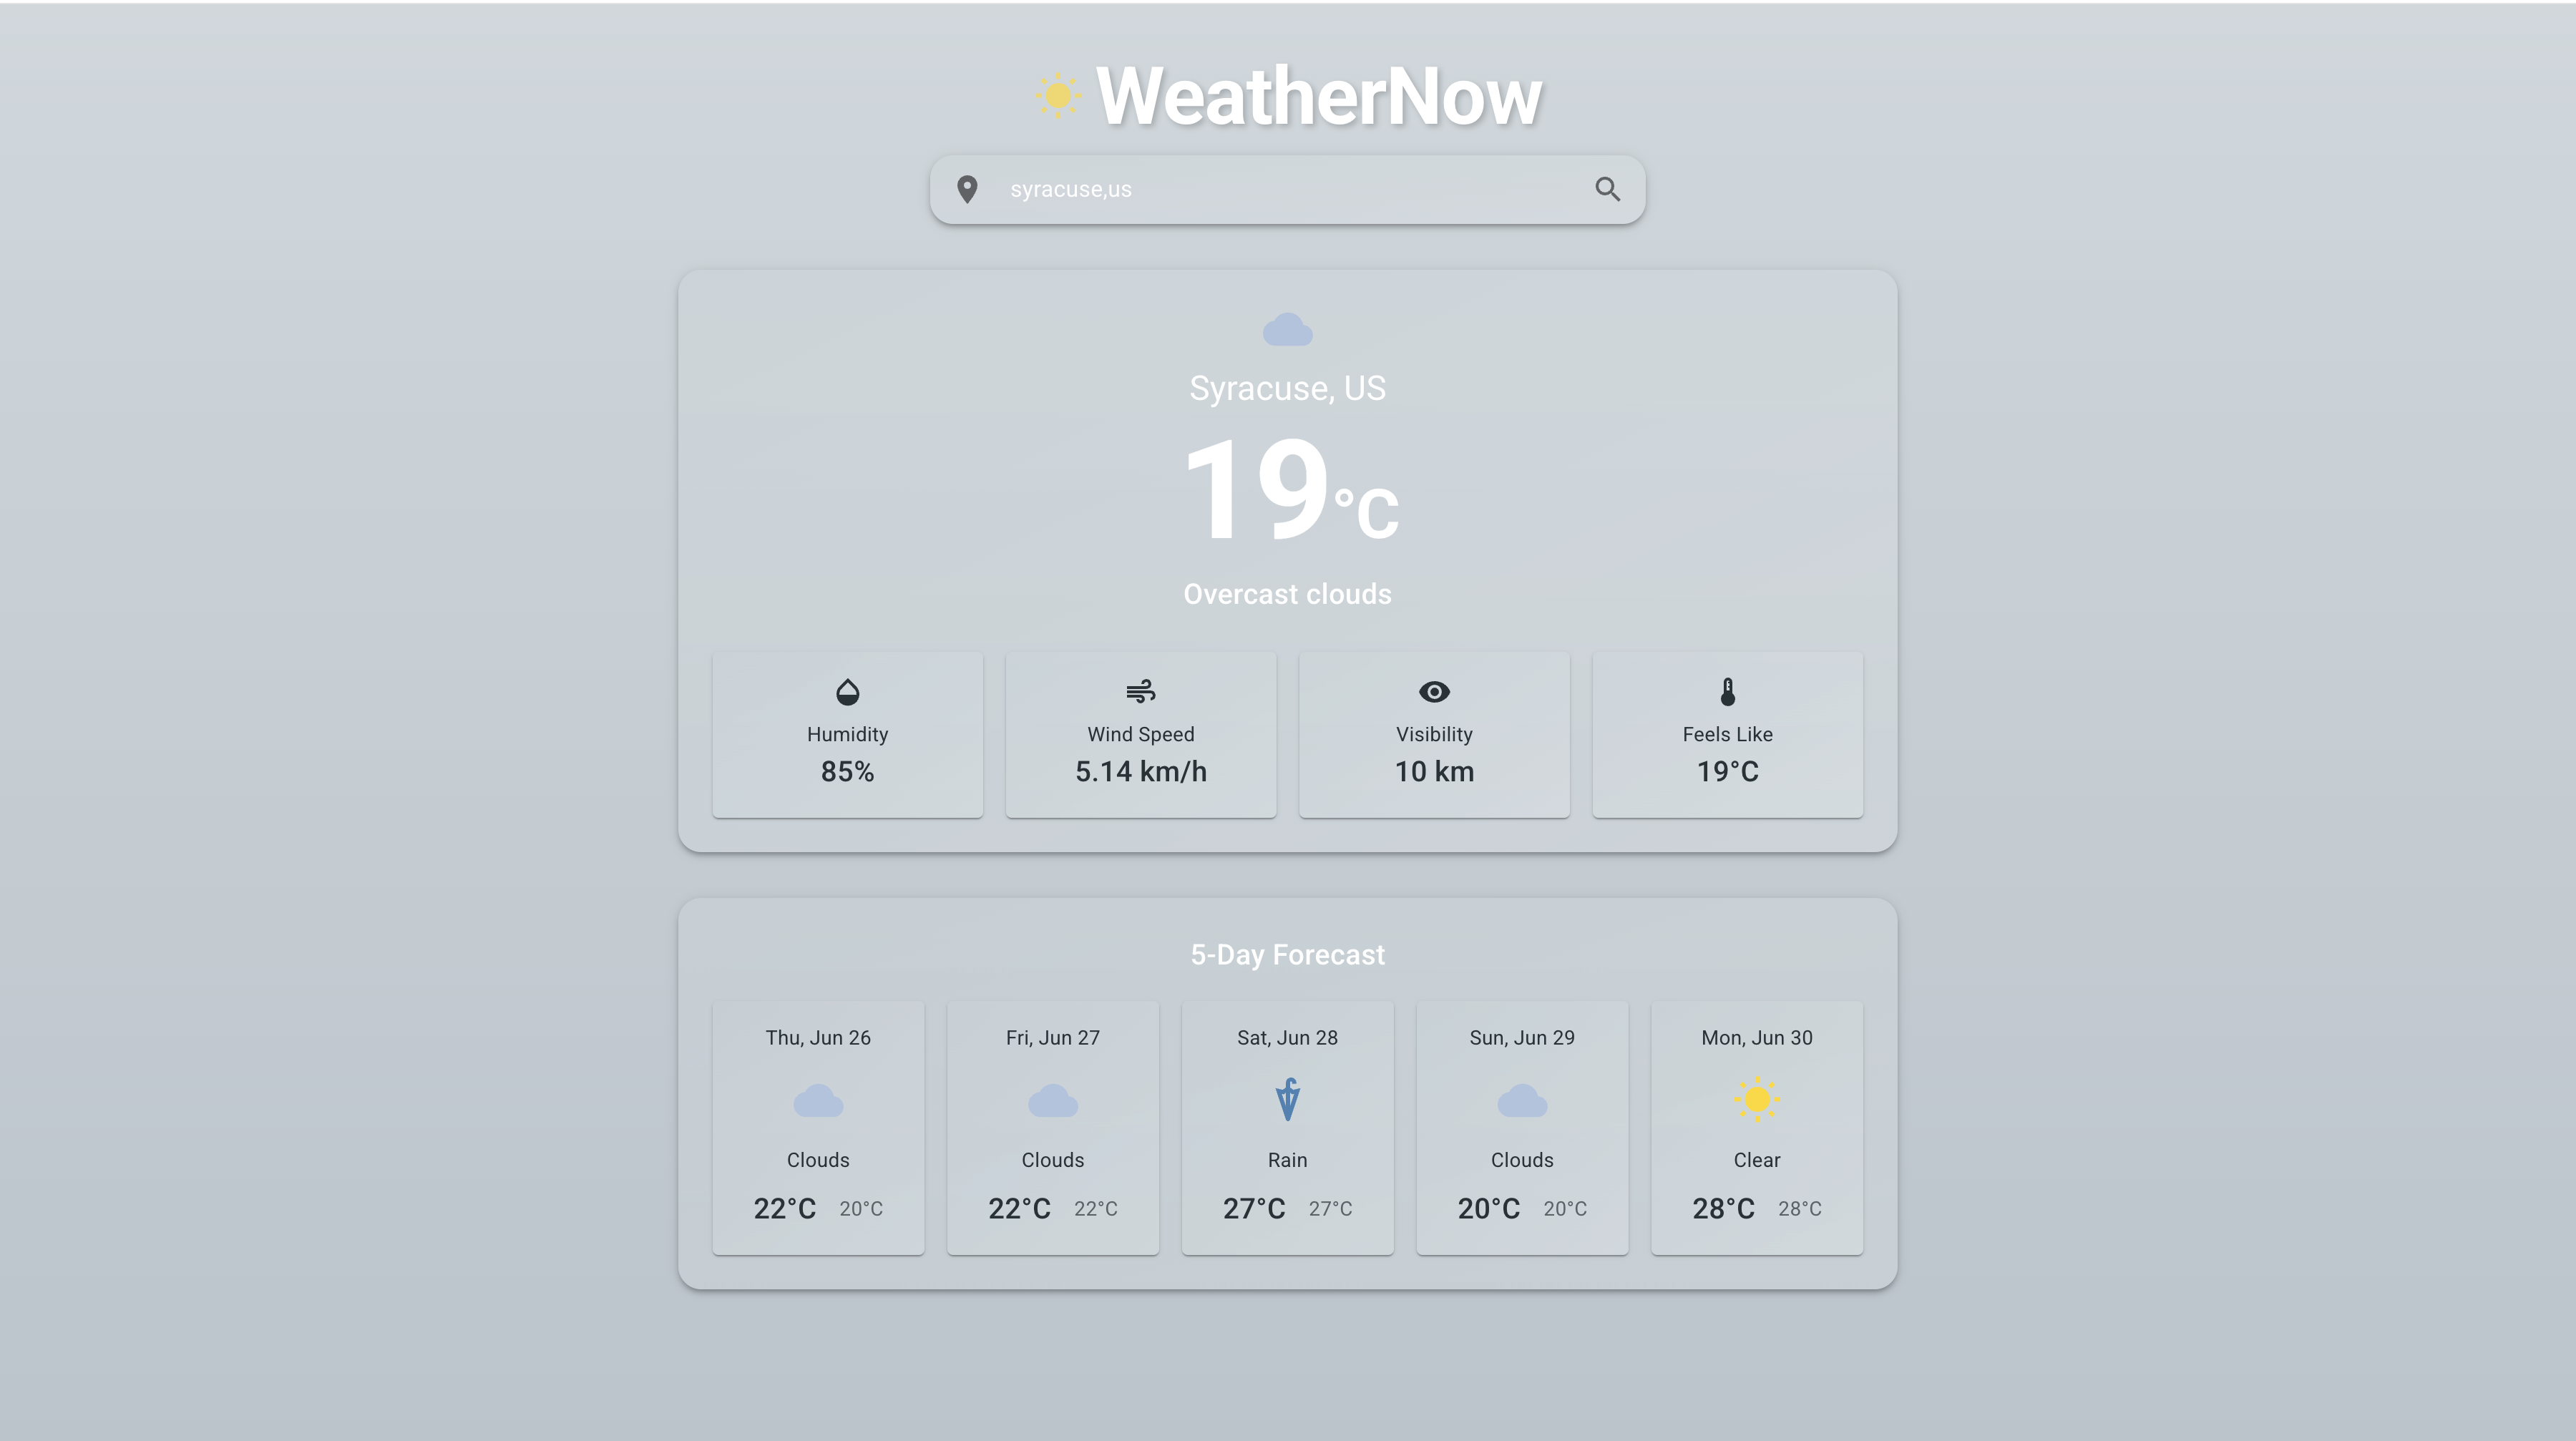 WeatherNow
syracuse,us
Syracuse, US
19°C
Overcast clouds
Humidity
85%
Wind Speed
5.14 km/h
Visibility
10 km
Feels Like
19°C
5-Day Forecast
Thu, Jun 26
Clouds
22°C 20°C
Fri, Jun 27
Clouds
22°C 22°C
Sat, Jun 28
Rain
27°C 27°C
Sun, Jun 29
Clouds
20°C 20°C
Mon, Jun 30
Clear
28°C 28°C